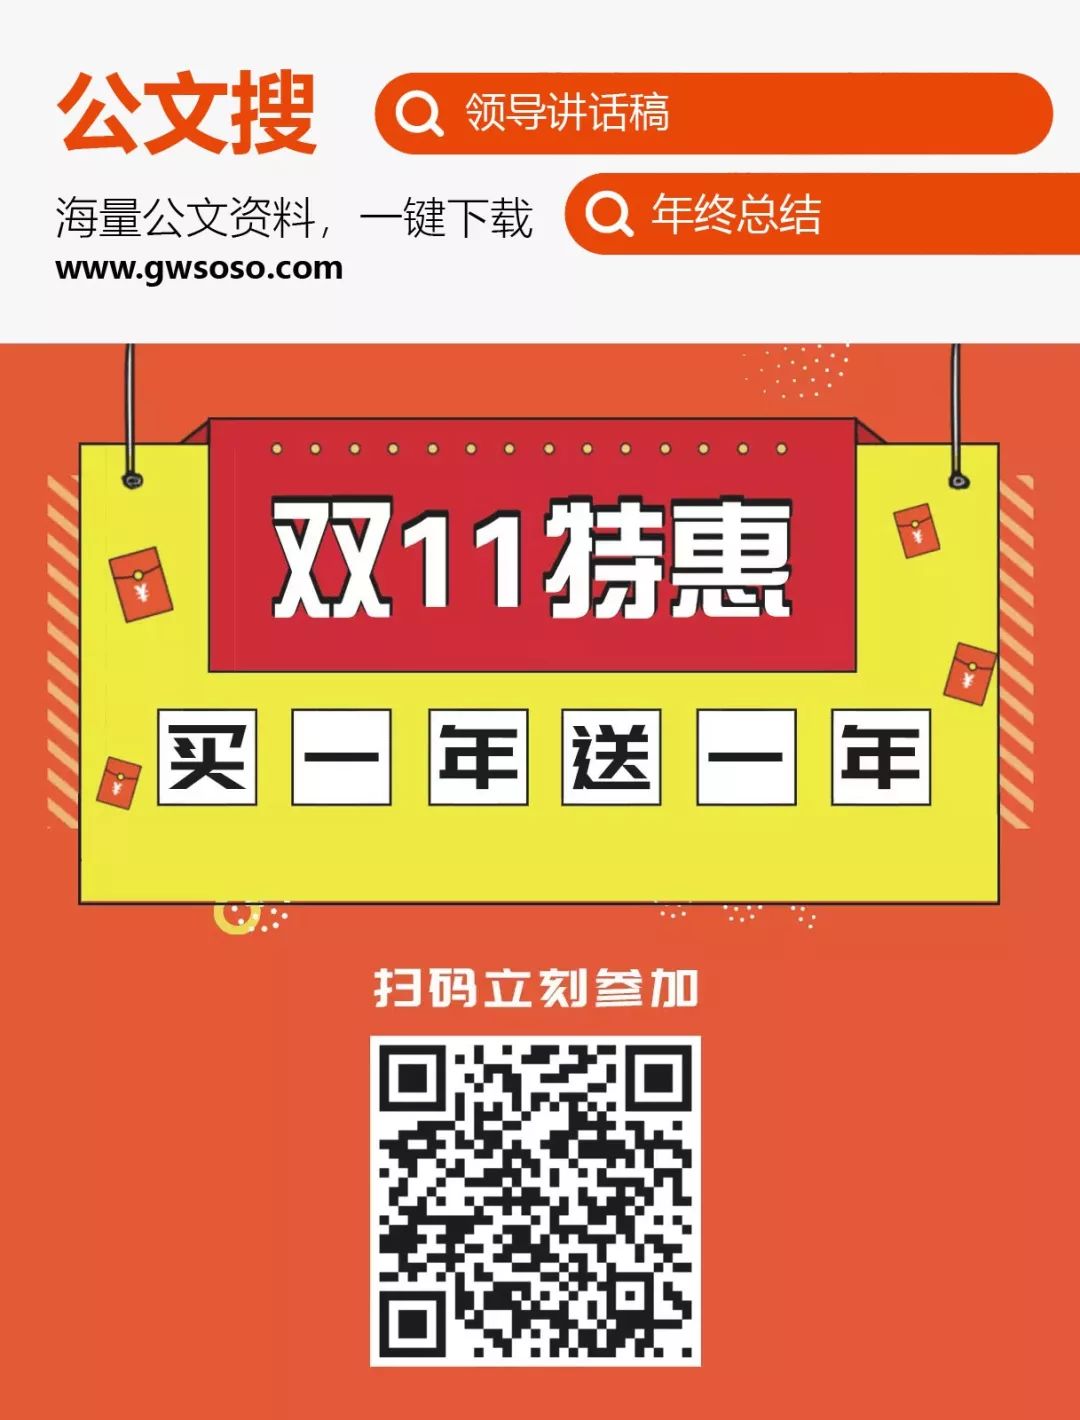 公文搜
领导讲话稿
年终总结
海量公文资料，一键下载
www.gwsoso.com
双11特惠
买一年送一年
扫码立刻参加